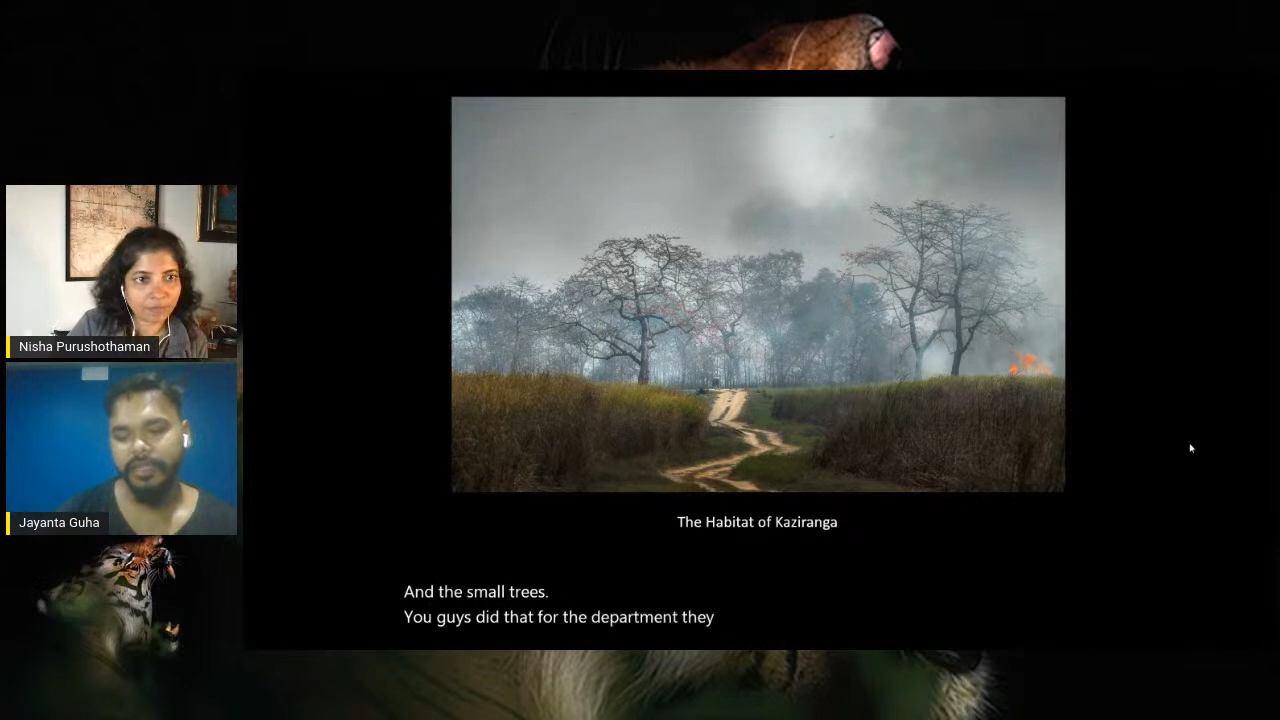 Nisha Purushothaman
Jayanta Guha
The Habitat of Kaziranga
And the small trees.
You guys did that for the department they